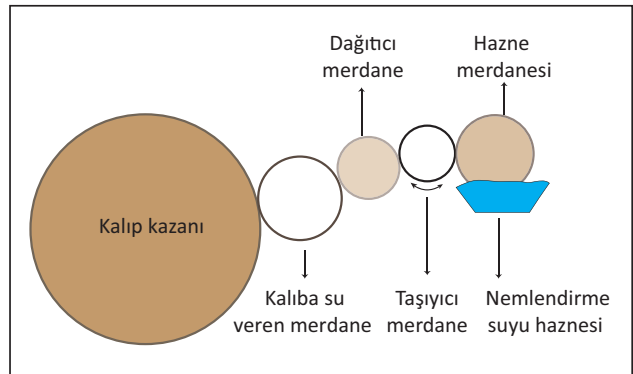 Dağıtıcı
merdane
Hazne
merdanesi
Kalıp kazanı
Kalıba su
veren merdane
Taşıyıcı
merdane
Nemlendirme
suyu haznesi